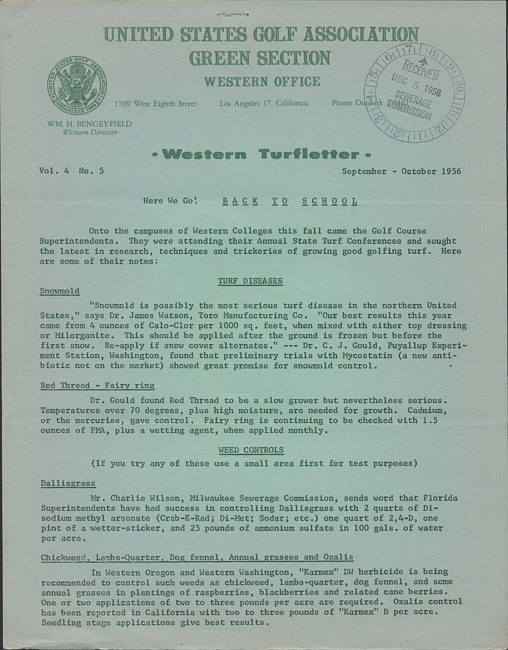 UNITED STATES GOLF ASSOCIATION
GREEN SECTION
WESTERN OFFICE
1709 West Eighth Street Los Angeles 17, California Phone
WM. H. BENGEYFIELD
Western Director
RECEIVED
DEC 5 1956
SEWERAGE
COMMISSION
• Western Turfletter •
Vol. 4 No. 5 September - October 1956
Here We Go! BACK TO SCHOOL
Onto the campuses of Western Colleges this fall came the Golf Course
Superintendents. They were attending their Annual State Turf Conferences and sought
the latest in research, techniques and trickeries of growing good golfing turf. Here
are some of their notes:
TURF DISEASES
Snowmold
"Snowmold is possibly the most serious turf disease in the northern United
States," says Dr. James Watson, Toro Manufacturing Co. "Our best results this year
came from 4 ounces of Calo-Clor per 1000 sq. feet, when mixed with either top dressing
or Milorganite. This should be applied after the ground is frozen but before the
first snow. Re-apply if snow cover alternates." --- Dr. C. J. Gould, Puyallup Experi-
ment Station, Washington, found that preliminary trials with Mycostatin (a new anti-
biotic not on the market) showed great promise for snowmold control.
Red Thread - Fairy ring
Dr. Gould found Red Thread to be a slow grower but nevertheless serious.
Temperatures over 70 degrees, plus high moisture, are needed for growth. Cadmium,
or the mercuries, gave control. Fairy ring is continuing to be checked with 1.5
ounces of PMA, plus a wetting agent, when applied monthly.
WEED CONTROLS
(If you try any of these use a small area first for test purposes)
Dallisgrass
Mr. Charlie Wilson, Milwaukee Sewerage Commission, sends word that Florida
Superintendents have had success in controlling Dallisgrass with 2 quarts of Di-
sodium methyl arsonate (Crab-E-Rad; Di-Met; Sodar; etc.) one quart of 2,4-D, one
pint of a wetter-sticker, and 25 pounds of ammonium sulfate in 100 gals. of water
per acre.
Chickweed, Lambs-Quarter, Dog fennel, Annual grasses and Oxalis
In Western Oregon and Western Washington, "Karmex" DW herbicide is being
recommended to control such weeds as chickweed, lambs-quarter, dog fennel, and some
annual grasses in plantings of raspberries, blackberries and related cane berries.
One or two applications of two to three pounds per acre are required. Oxalis control
has been reported in California with two to three pounds of "Karmex" D per acre.
Seedling stage applications give best results.